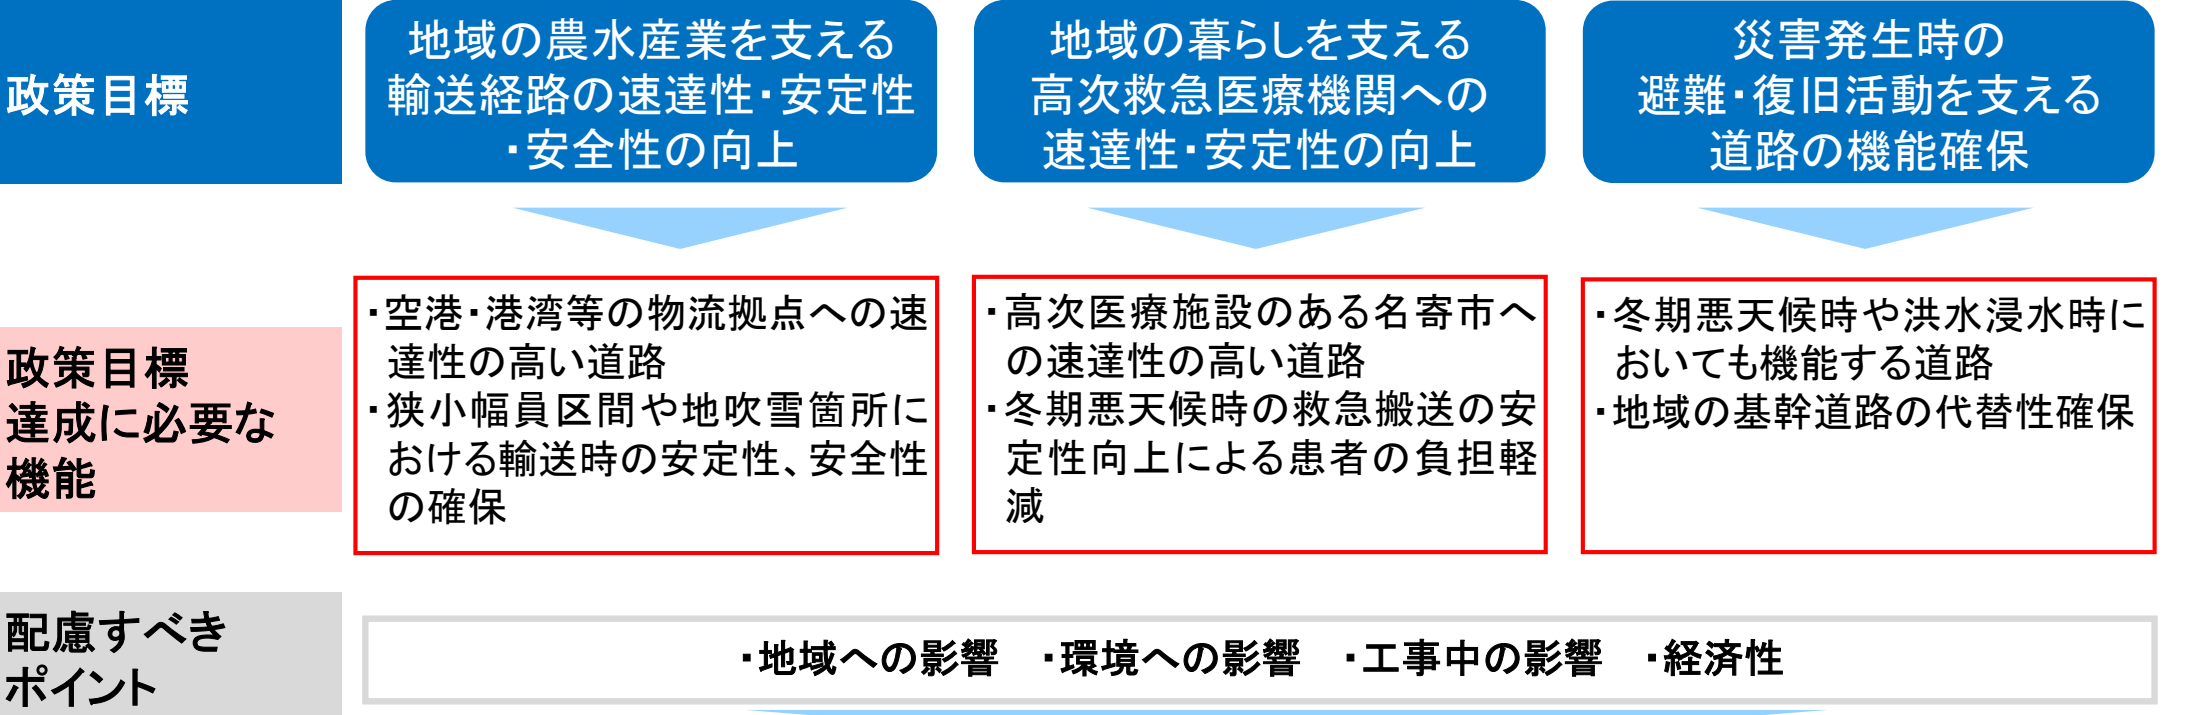 政策目標
地域の農水産業を支える
輸送経路の速達性・安定性
・安全性の向上
地域の暮らしを支える
高次救急医療機関への
速達性・安定性の向上
災害発生時の
避難・復旧活動を支える
道路の機能確保
政策目標
達成に必要な
機能
・空港・港湾等の物流拠点への速
達性の高い道路
・狭小幅員区間や地吹雪箇所に
おける輸送時の安定性、安全性
の確保
・高次医療施設のある名寄市へ
の速達性の高い道路
・冬期悪天候時の救急搬送の安
定性向上による患者の負担軽
減
・冬期悪天候時や洪水浸水時に
おいても機能する道路
・地域の基幹道路の代替性確保
配慮すべき
ポイント
・地域への影響　・環境への影響　・工事中の影響　・経済性